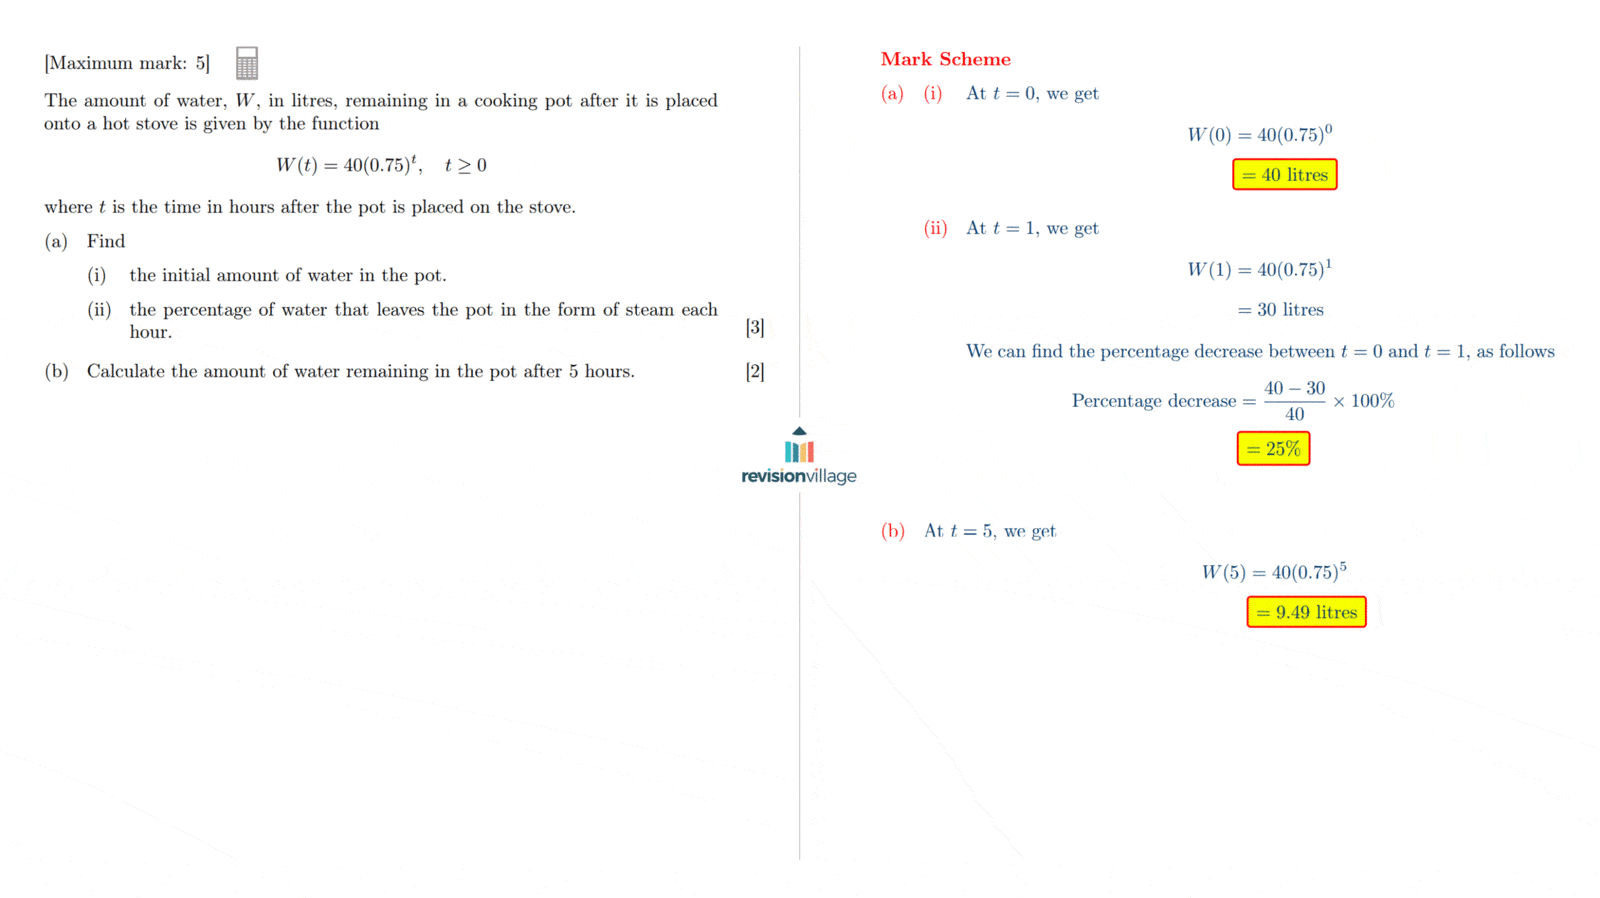 [Maximum mark: 5]
The amount of water, W, in litres, remaining in a cooking pot after it is placed
onto a hot stove is given by the function
W(t) = 40(0.75)^t,   t ≥ 0
where t is the time in hours after the pot is placed on the stove.
(a) Find
(i) the initial amount of water in the pot.
(ii) the percentage of water that leaves the pot in the form of steam each
hour. [3]
(b) Calculate the amount of water remaining in the pot after 5 hours. [2]
revisionvillage
Mark Scheme
(a) (i) At t = 0, we get
W(0) = 40(0.75)^0
= 40 litres
(ii) At t = 1, we get
W(1) = 40(0.75)^1
= 30 litres
We can find the percentage decrease between t = 0 and t = 1, as follows
Percentage decrease = (40 − 30)/40 × 100%
= 25%
(b) At t = 5, we get
W(5) = 40(0.75)^5
= 9.49 litres